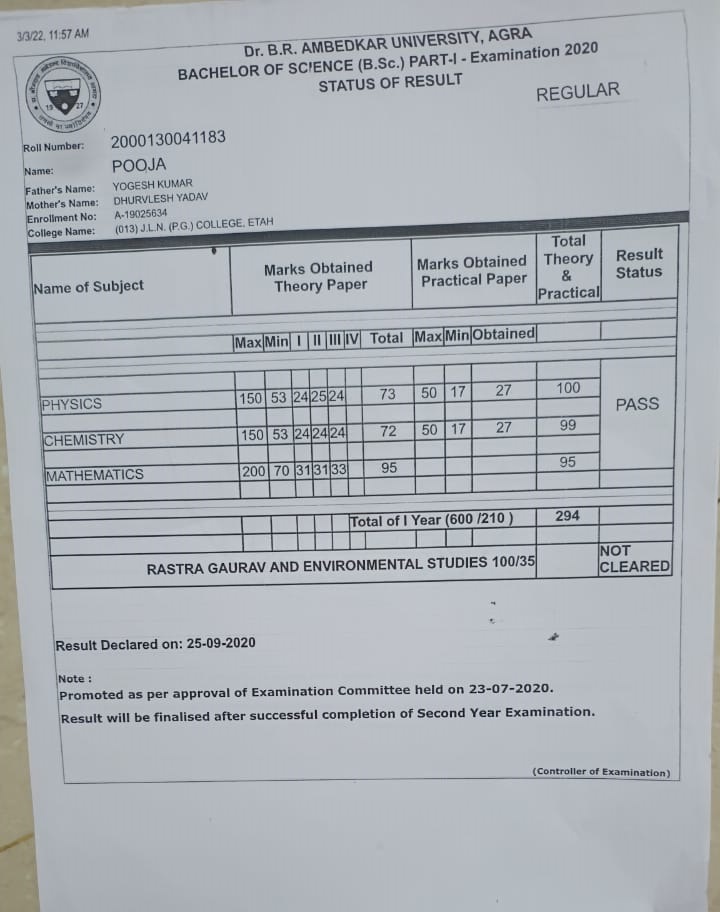 3/3/22, 11:57 AM
Dr. B.R. AMBEDKAR UNIVERSITY, AGRA
BACHELOR OF SCIENCE (B.Sc.) PART-I - Examination 2020
STATUS OF RESULT
REGULAR
19 27
Roll Number: 2000130041183
Name: POOJA
Father's Name: YOGESH KUMAR
Mother's Name: DHURVLESH YADAV
Enrollment No: A-19025634
College Name: (013) J.L.N. (P.G.) COLLEGE, ETAH
Name of Subject Marks Obtained Theory Paper Marks Obtained Practical Paper Total Theory & Practical Result Status
Max Min I II III IV Total Max Min Obtained
PHYSICS 150 53 24 25 24 73 50 17 27 100
PASS
CHEMISTRY 150 53 24 24 24 72 50 17 27 99
MATHEMATICS 200 70 31 31 33 95 95
Total of I Year (600 /210 ) 294
RASTRA GAURAV AND ENVIRONMENTAL STUDIES 100/35 NOT CLEARED
Result Declared on: 25-09-2020
Note :
Promoted as per approval of Examination Committee held on 23-07-2020.
Result will be finalised after successful completion of Second Year Examination.
(Controller of Examination)